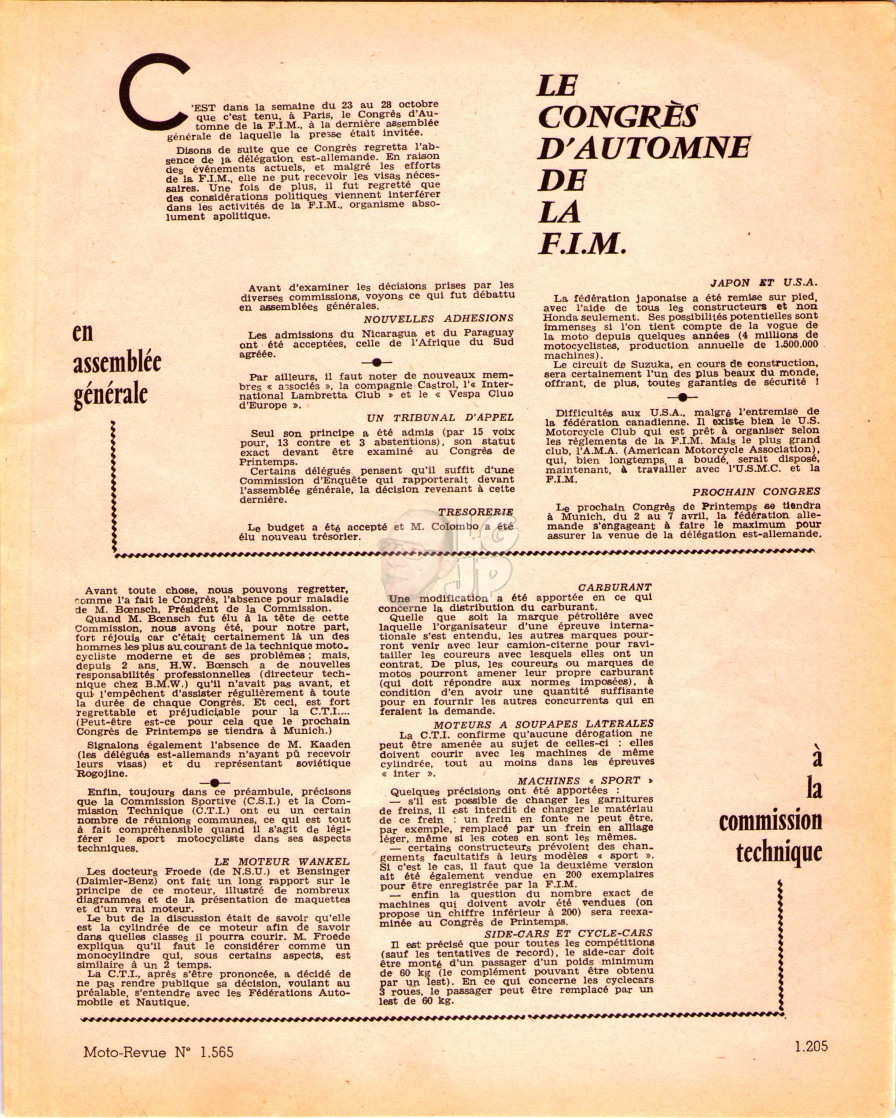 LE
CONGRÈS
D'AUTOMNE
DE
LA
F.I.M.
C'EST dans la semaine du 23 au 28 octobre
que c'est tenu, à Paris, le Congrès d'Au-
tomne de la F.I.M., à la dernière assemblée
générale de laquelle la presse était invitée.
Disons de suite que ce Congrès regretta l'ab-
sence de la délégation est-allemande. En raison
des événements actuels, et malgré les efforts
de la F.I.M., elle ne put recevoir les visas néces-
saires. Une fois de plus, il fut regretté que
des considérations politiques viennent interférer
dans les activités de la F.I.M., organisme abso-
lument apolitique.
en
assemblée
générale
Avant d'examiner les décisions prises par les
diverses commissions, voyons ce qui fut débattu
en assemblées générales.
NOUVELLES ADHESIONS
Les admissions du Nicaragua et du Paraguay
ont été acceptées, celle de l'Afrique du Sud
agréée.
Par ailleurs, il faut noter de nouveaux mem-
bres « associés », la compagnie Castrol, l'« Inter-
national Lambretta Club » et le « Vespa Club
d'Europe ».
UN TRIBUNAL D'APPEL
Seul son principe a été admis (par 15 voix
pour, 13 contre et 3 abstentions), son statut
exact devant être examiné au Congrès de
Printemps.
Certains délégués pensent qu'il suffit d'une
Commission d'Enquête qui rapporterait devant
l'assemblée générale, la décision revenant à cette
dernière.
TRESORERIE
Le budget a été accepté et M. Colombo a été
élu nouveau trésorier.
JAPON ET U.S.A.
La fédération japonaise a été remise sur pied,
avec l'aide de tous les constructeurs et non
Honda seulement. Ses possibilités potentielles sont
immenses si l'on tient compte de la vogue de
la moto depuis quelques années (4 millions de
motocyclistes, production annuelle de 1.500.000
machines).
Le circuit de Suzuka, en cours de construction,
sera certainement l'un des plus beaux du monde,
offrant, de plus, toutes garanties de sécurité !
Difficultés aux U.S.A., malgré l'entremise de
la fédération canadienne. Il existe bien le U.S.
Motorcycle Club qui est prêt à organiser selon
les règlements de la F.I.M. Mais le plus grand
club, l'A.M.A. (American Motorcycle Association),
qui, bien longtemps, a boudé, serait disposé,
maintenant, à travailler avec l'U.S.M.C. et la
F.I.M.
PROCHAIN CONGRES
Le prochain Congrès de Printemps se tiendra
à Munich, du 2 au 7 avril, la fédération alle-
mande s'engageant à faire le maximum pour
assurer la venue de la délégation est-allemande.
Avant toute chose, nous pouvons regretter,
comme l'a fait le Congrès, l'absence pour maladie
de M. Bœnsch, Président de la Commission.
Quand M. Bœnsch fut élu à la tête de cette
Commission, nous avons été, pour notre part,
fort réjouis car c'était certainement là un des
hommes les plus au courant de la technique moto-
cycliste moderne et de ses problèmes ; mais,
depuis 2 ans, H.W. Bœnsch a de nouvelles
responsabilités professionnelles (directeur tech-
nique chez B.M.W.) qu'il n'avait pas avant, et
qui l'empêchent d'assister régulièrement à toute
la durée de chaque Congrès. Et ceci, est fort
regrettable et préjudiciable pour la C.T.I....
(Peut-être est-ce pour cela que le prochain
Congrès de Printemps se tiendra à Munich.)
Signalons également l'absence de M. Kaaden
(les délégués est-allemands n'ayant pû recevoir
leurs visas) et du représentant soviétique
Rogojine.
Enfin, toujours dans ce préambule, précisons
que la Commission Sportive (C.S.I.) et la Com-
mission Technique (C.T.I.) ont eu un certain
nombre de réunions communes, ce qui est tout
à fait compréhensible quand il s'agit de légi-
férer le sport motocycliste dans ses aspects
techniques.
LE MOTEUR WANKEL
Les docteurs Froede (de N.S.U.) et Bensinger
(Daimler-Benz) ont fait un long rapport sur le
principe de ce moteur, illustré de nombreux
diagrammes et de la présentation de maquettes
et d'un vrai moteur.
Le but de la discussion était de savoir qu'elle
est la cylindrée de ce moteur afin de savoir
dans quelles classes il pourra courir. M. Froede
expliqua qu'il faut le considérer comme un
monocylindre qui, sous certains aspects, est
similaire à un 2 temps.
La C.T.I., après s'être prononcée, a décidé de
ne pas rendre publique sa décision, voulant au
préalable, s'entendre avec les Fédérations Auto-
mobile et Nautique.
CARBURANT
Une modification a été apportée en ce qui
concerne la distribution du carburant.
Quelle que soit la marque pétrolière avec
laquelle l'organisateur d'une épreuve interna-
tionale s'est entendu, les autres marques pour-
ront venir avec leur camion-citerne pour ravi-
tailler les coureurs avec lesquels elles ont un
contrat. De plus, les coureurs ou marques de
motos pourront amener leur propre carburant
(qui doit répondre aux normes imposées), à
condition d'en avoir une quantité suffisante
pour en fournir les autres concurrents qui en
feraient la demande.
MOTEURS A SOUPAPES LATERALES
La C.T.I. confirme qu'aucune dérogation ne
peut être amenée au sujet de celles-ci : elles
doivent courir avec les machines de même
cylindrée, tout au moins dans les épreuves
« inter ».
MACHINES « SPORT »
Quelques précisions ont été apportées :
— s'il est possible de changer les garnitures
de freins, il est interdit de changer le matériau
de ce frein : un frein en fonte ne peut être,
par exemple, remplacé par un frein en alliage
léger, même si les cotes en sont les mêmes.
— certains constructeurs prévoient des chan-
gements facultatifs à leurs modèles « sport ».
Si c'est le cas, il faut que la deuxième version
ait été également vendue en 200 exemplaires
pour être enregistrée par la F.I.M.
— enfin la question du nombre exact de
machines qui doivent avoir été vendues (on
propose un chiffre inférieur à 200) sera reexa-
minée au Congrès de Printemps.
SIDE-CARS ET CYCLE-CARS
Il est précisé que pour toutes les compétitions
(sauf les tentatives de record), le side-car doit
être monté d'un passager d'un poids minimum
de 60 kg (le complément pouvant être obtenu
par un lest). En ce qui concerne les cyclecars
3 roues, le passager peut être remplacé par un
lest de 60 kg.
à
la
commission
technique
Moto-Revue N° 1.565
1.205